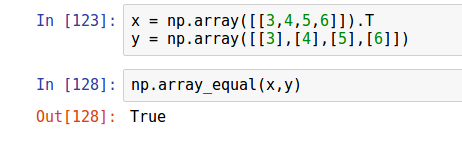 In [123]: x = np.array([[3,4,5,6]]).T
y = np.array([[3],[4],[5],[6]])
In [128]: np.array_equal(x,y)
Out[128]: True